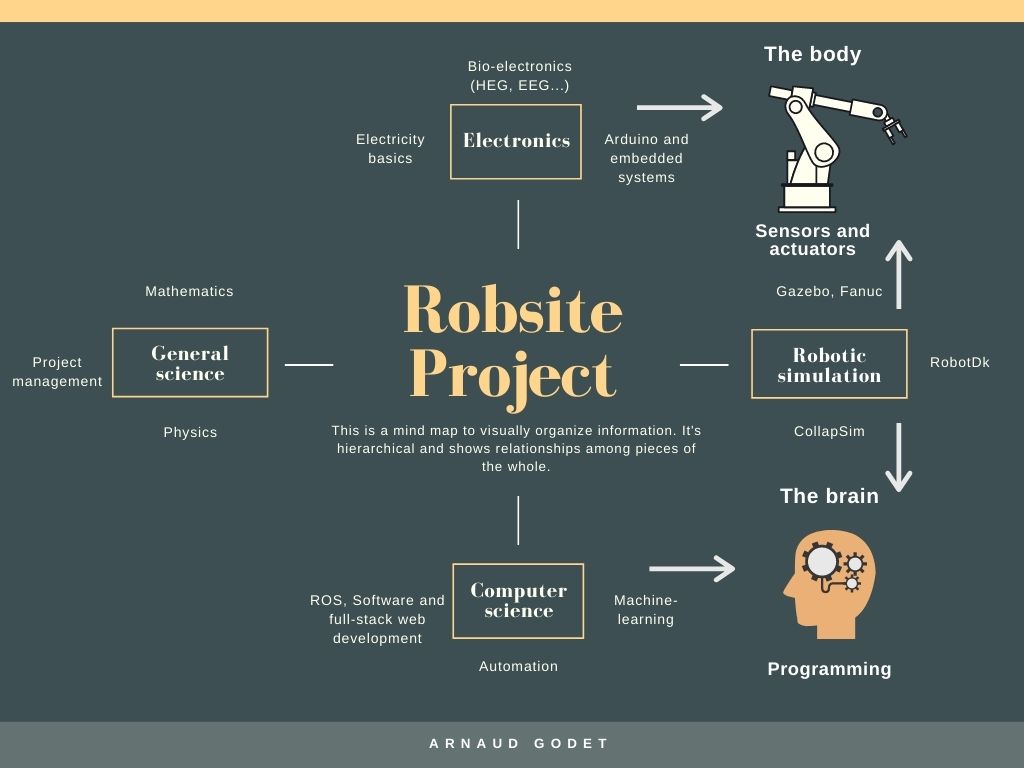 The body
Bio-electronics
(HEG, EEG...)
Electronics
Electricity
basics
Arduino and
embedded
systems
Sensors and
actuators
Mathematics
General
science
Project
management
Physics
Robsite
Project
This is a mind map to visually organize information. It's
hierarchical and shows relationships among pieces of
the whole.
Gazebo, Fanuc
Robotic
simulation
RobotDk
CollapSim
The brain
Computer
science
ROS, Software and
full-stack web
development
Machine-
learning
Automation
Programming
ARNAUD GODET